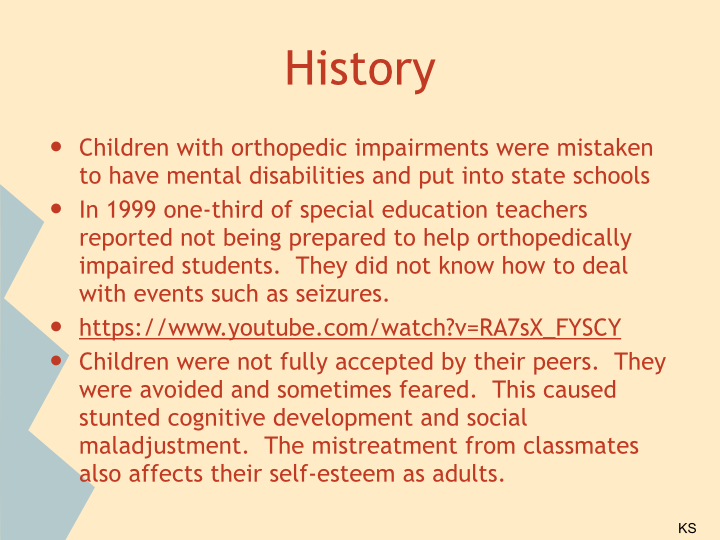 History
• Children with orthopedic impairments were mistaken
to have mental disabilities and put into state schools
• In 1999 one-third of special education teachers
reported not being prepared to help orthopedically
impaired students.  They did not know how to deal
with events such as seizures.
• https://www.youtube.com/watch?v=RA7sX_FYSCY
• Children were not fully accepted by their peers.  They
were avoided and sometimes feared.  This caused
stunted cognitive development and social
maladjustment.  The mistreatment from classmates
also affects their self-esteem as adults.
KS